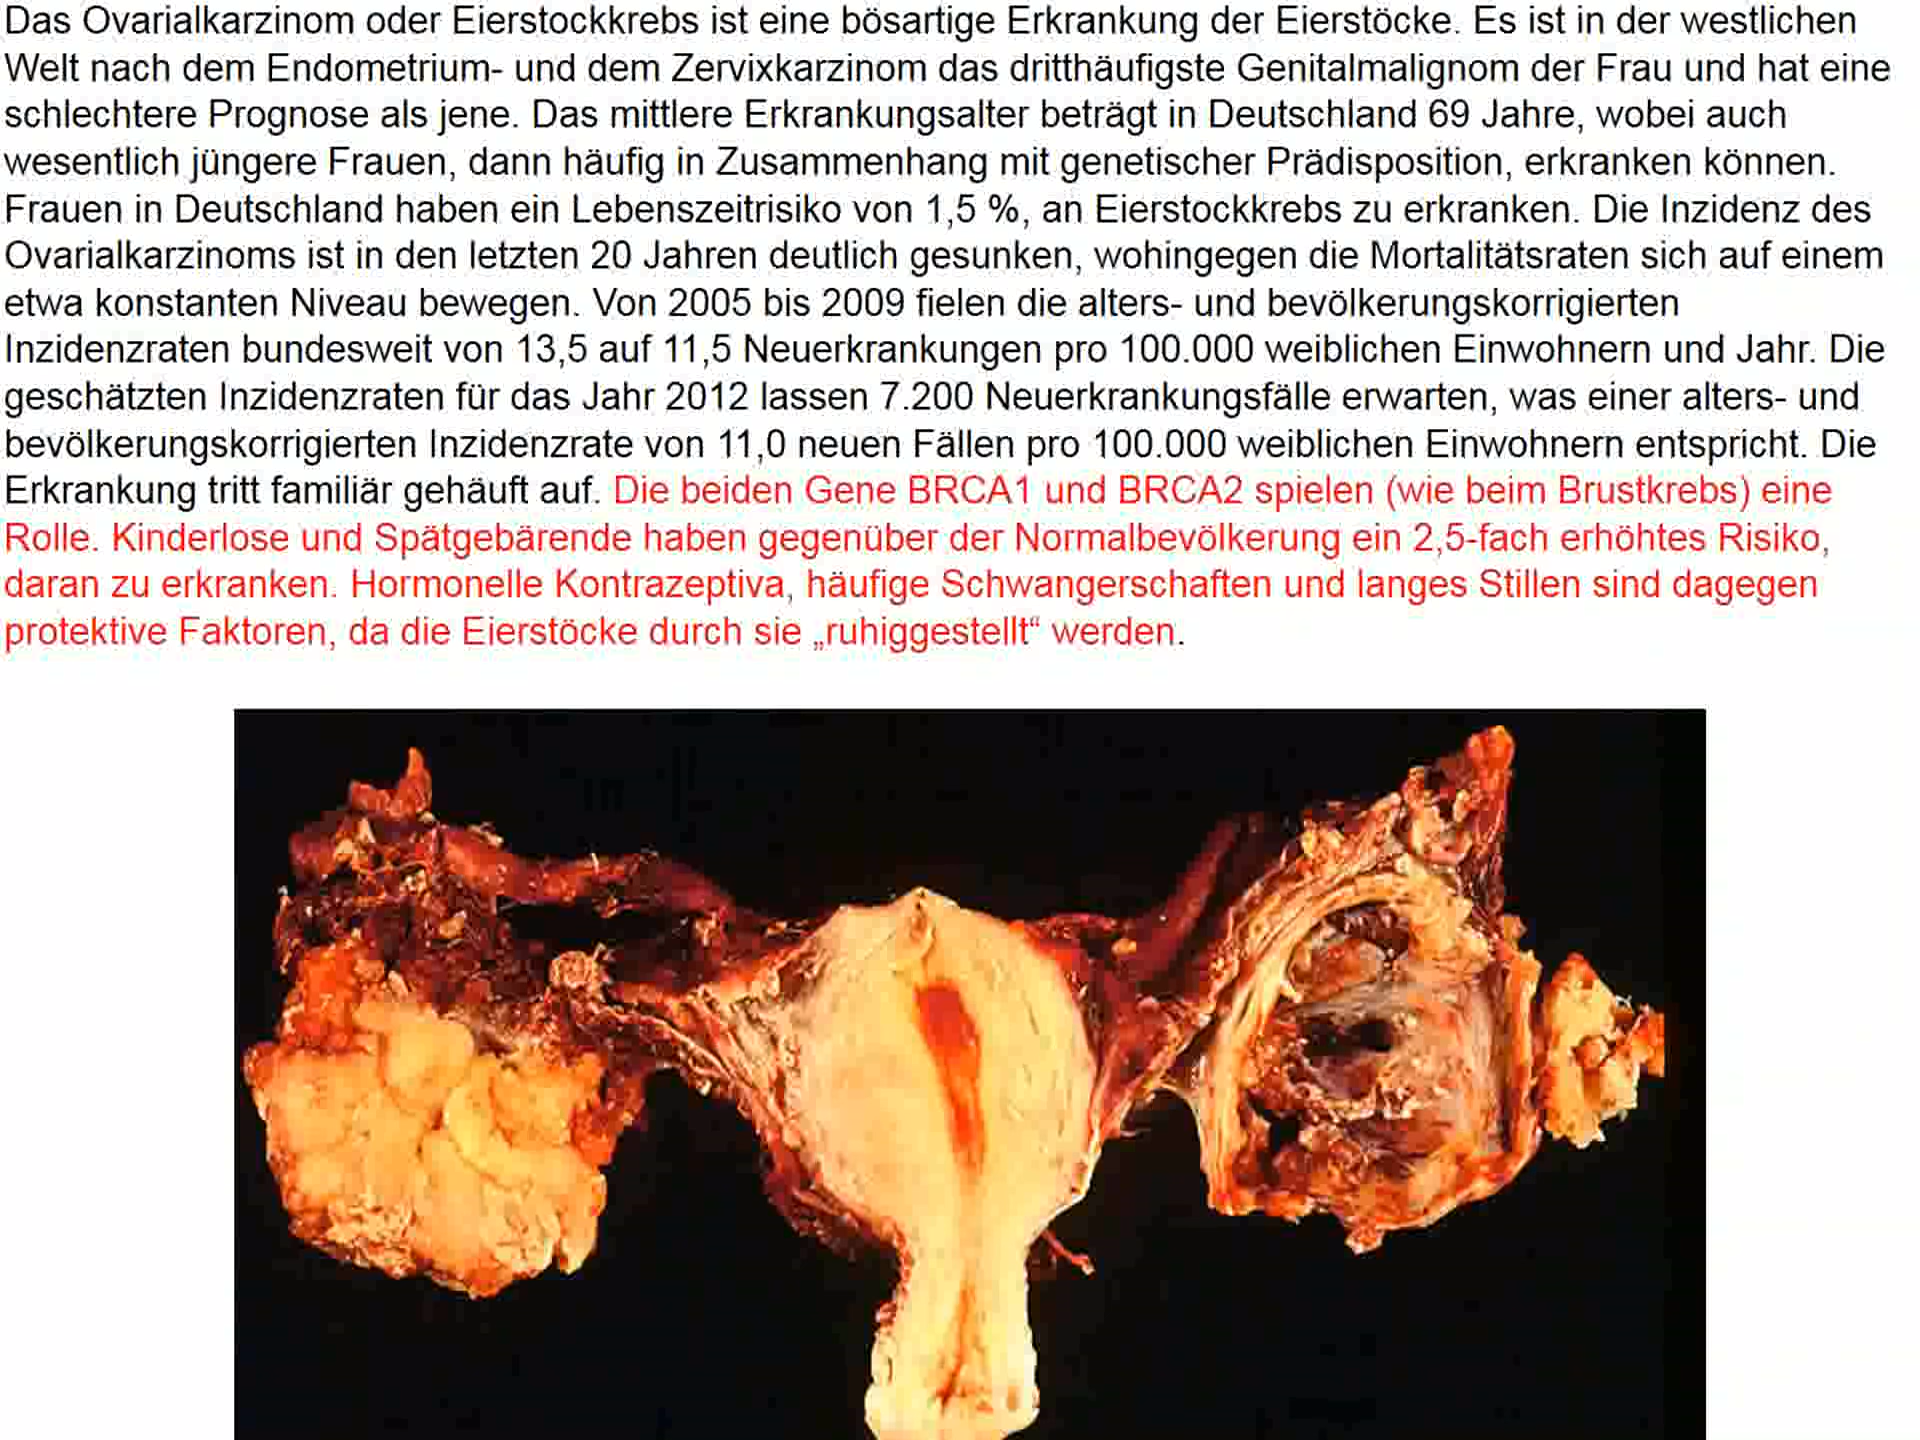 Das Ovarialkarzinom oder Eierstockkrebs ist eine bösartige Erkrankung der Eierstöcke. Es ist in der westlichen
Welt nach dem Endometrium- und dem Zervixkarzinom das dritthäufigste Genitalmalignom der Frau und hat eine
schlechtere Prognose als jene. Das mittlere Erkrankungsalter beträgt in Deutschland 69 Jahre, wobei auch
wesentlich jüngere Frauen, dann häufig in Zusammenhang mit genetischer Prädisposition, erkranken können.
Frauen in Deutschland haben ein Lebenszeitrisiko von 1,5 %, an Eierstockkrebs zu erkranken. Die Inzidenz des
Ovarialkarzinoms ist in den letzten 20 Jahren deutlich gesunken, wohingegen die Mortalitätsraten sich auf einem
etwa konstanten Niveau bewegen. Von 2005 bis 2009 fielen die alters- und bevölkerungskorrigierten
Inzidenzraten bundesweit von 13,5 auf 11,5 Neuerkrankungen pro 100.000 weiblichen Einwohnern und Jahr. Die
geschätzten Inzidenzraten für das Jahr 2012 lassen 7.200 Neuerkrankungsfälle erwarten, was einer alters- und
bevölkerungskorrigierten Inzidenzrate von 11,0 neuen Fällen pro 100.000 weiblichen Einwohnern entspricht. Die
Erkrankung tritt familiär gehäuft auf. Die beiden Gene BRCA1 und BRCA2 spielen (wie beim Brustkrebs) eine
Rolle. Kinderlose und Spätgebärende haben gegenüber der Normalbevölkerung ein 2,5-fach erhöhtes Risiko,
daran zu erkranken. Hormonelle Kontrazeptiva, häufige Schwangerschaften und langes Stillen sind dagegen
protektive Faktoren, da die Eierstöcke durch sie „ruhiggestellt“ werden.